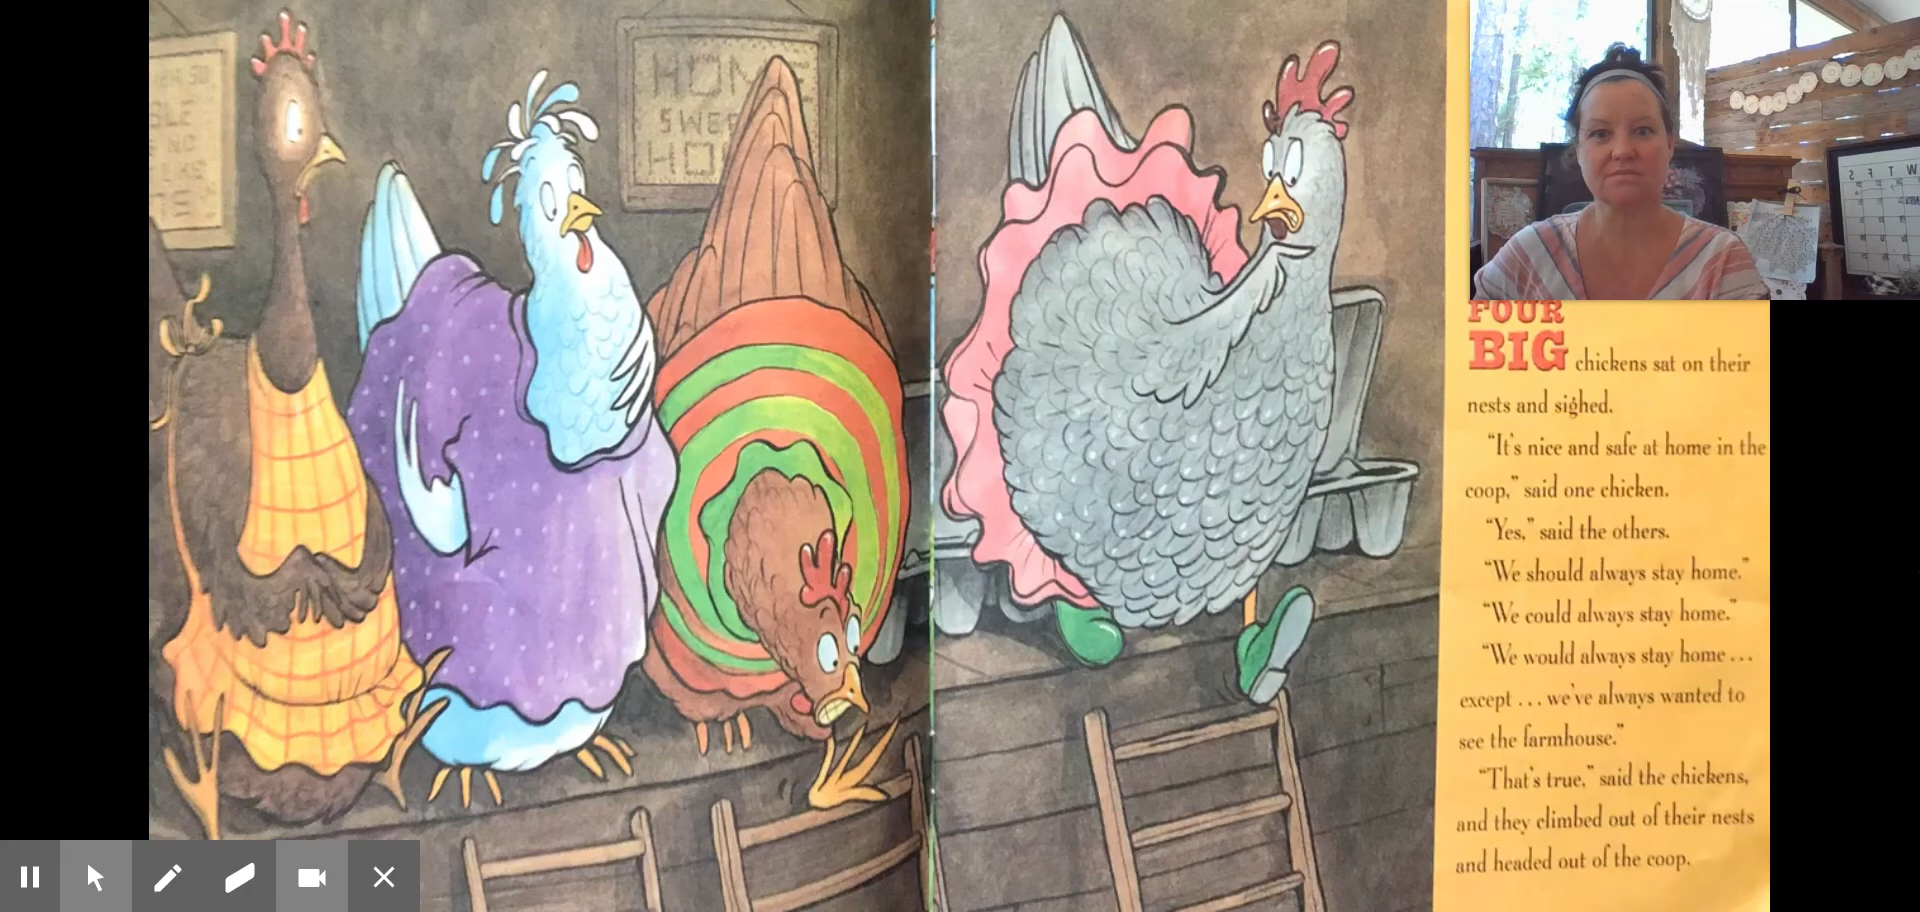 HOME
SWEET
HO
FOUR
BIG chickens sat on their
nests and sighed.
"It's nice and safe at home in the
coop," said one chicken.
"Yes," said the others.
"We should always stay home."
"We could always stay home."
"We would always stay home . . .
except . . . we've always wanted to
see the farmhouse."
"That's true," said the chickens,
and they climbed out of their nests
and headed out of the coop.
S F T W